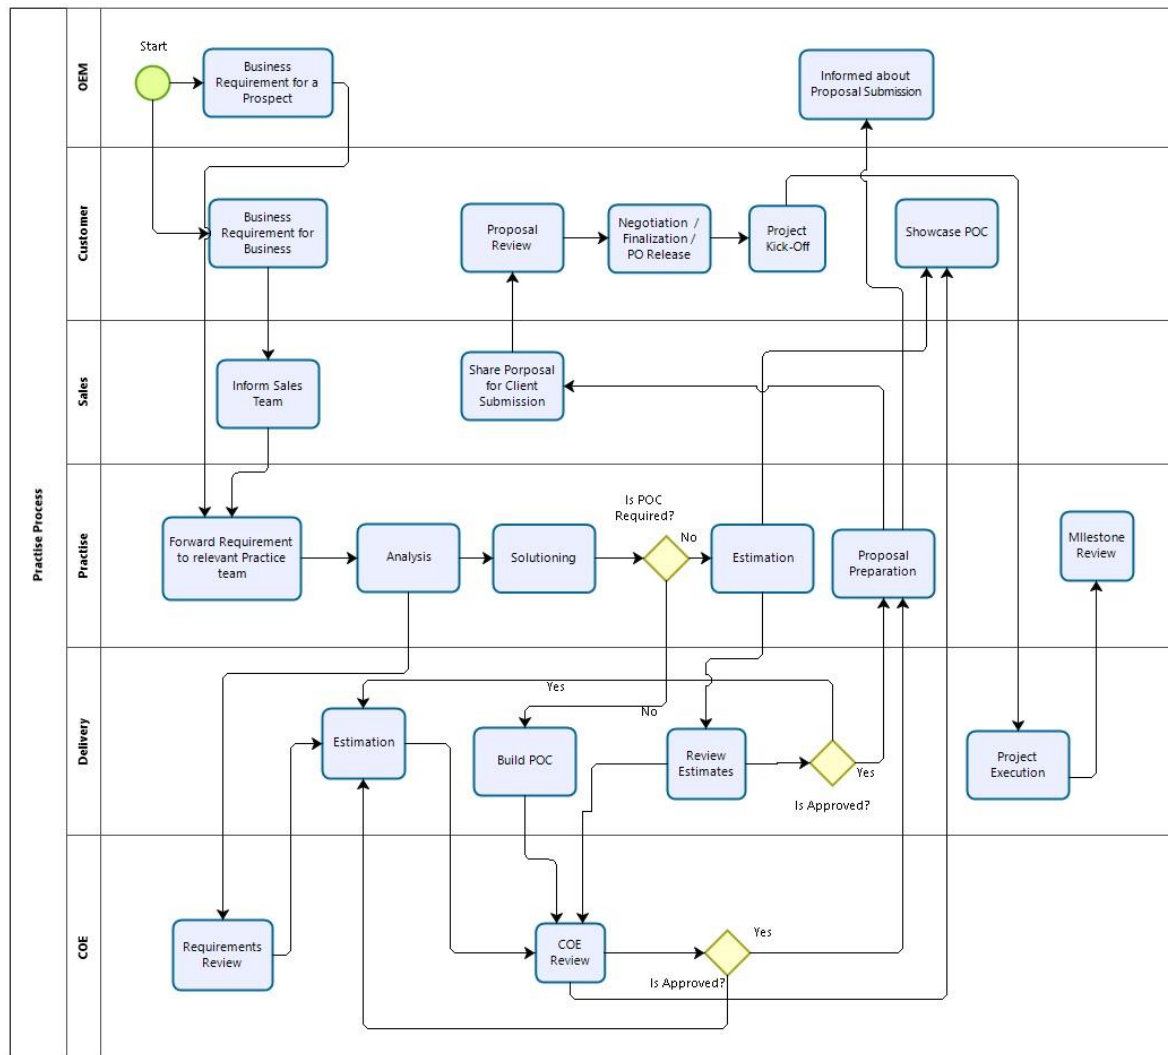 Practise Process
OEM
Start
Business
Requirement for a
Prospect
Informed about
Proposal Submission
Customer
Business
Requirement for
Business
Proposal
Review
Negotiation /
Finalization /
PO Release
Project
Kick-Off
Showcase POC
Sales
Inform Sales
Team
Share Porposal
for Client
Submission
Practise
Forward Requirement
to relevant Practice
team
Analysis
Solutioning
Is POC
Required?
No
Estimation
Proposal
Preparation
MIlestone
Review
Delivery
Estimation
Yes
No
Build POC
Review
Estimates
Yes
Is Approved?
Project
Execution
COE
Requirements
Review
COE
Review
Yes
Is Approved?